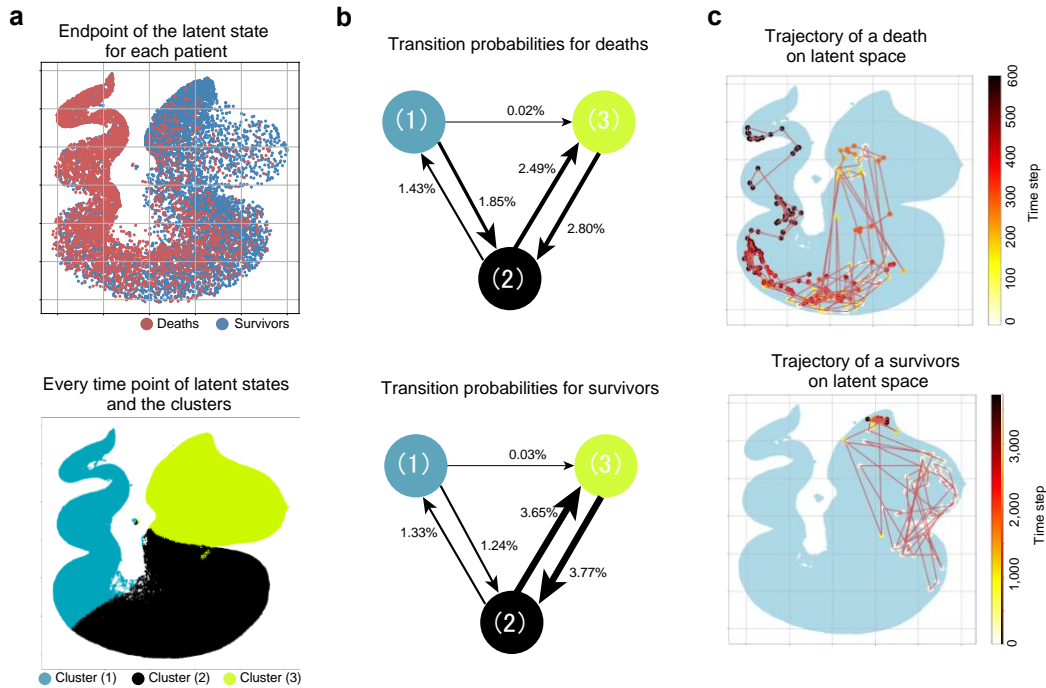 a
Endpoint of the latent state
for each patient
Deaths
Survivors
Every time point of latent states
and the clusters
Cluster (1)
Cluster (2)
Cluster (3)
b
Transition probabilities for deaths
(1)
0.02%
(3)
1.43%
1.85%
2.49%
2.80%
(2)
Transition probabilities for survivors
(1)
0.03%
(3)
1.33%
1.24%
3.65%
3.77%
(2)
c
Trajectory of a death
on latent space
600
500
400
300
200
100
0
Time step
Trajectory of a survivors
on latent space
3,000
2,000
1,000
0
Time step